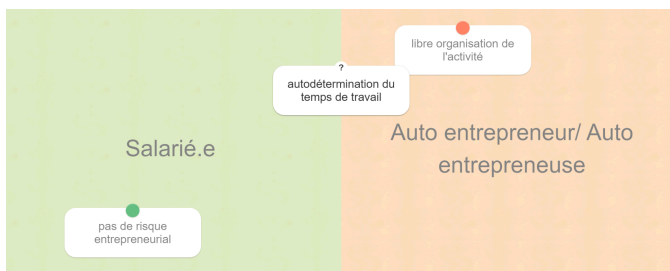 libre organisation de
l'activité
?
autodétermination du
temps de travail
Auto entrepreneur/ Auto
entrepreneuse
Salarié.e
pas de risque
entrepreneurial